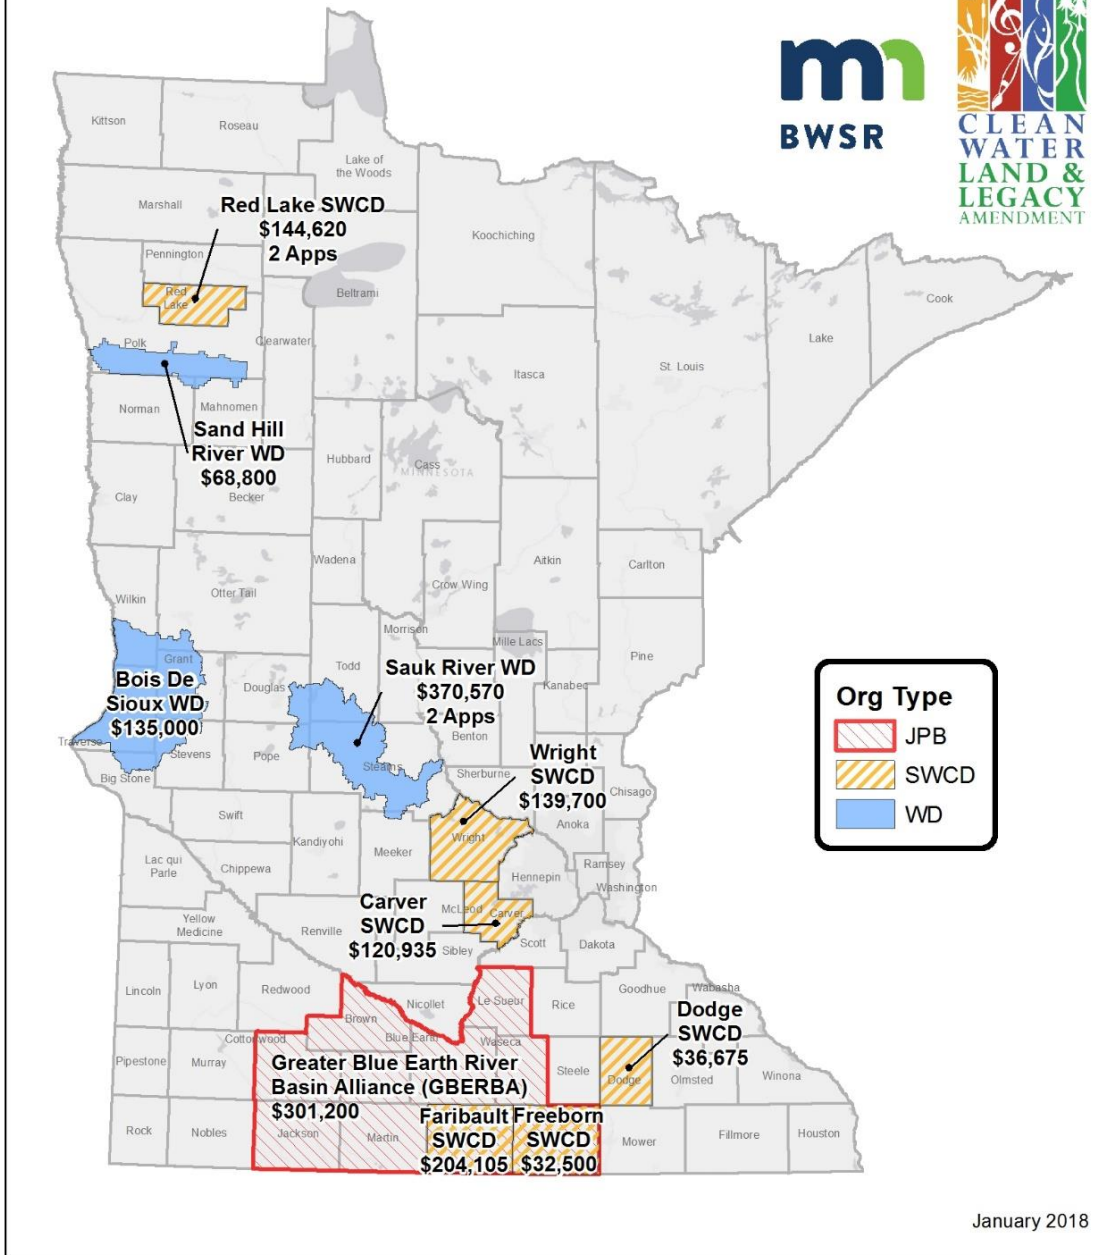 mn
BWSR
CLEAN
WATER
LAND &
LEGACY
AMENDMENT
Kittson
Roseau
Lake of
the Woods
Marshall
Red Lake SWCD
$144,620
2 Apps
Koochiching
Pennington
Red
Lake
Beltrami
Cook
Polk
Clearwater
Lake
Itasca
St. Louis
Norman
Mahnomen
Sand Hill
River WD
$68,800
Hubbard
Cass
MINNESOTA
Clay
Becker
Wadena
Aitkin
Carlton
Crow Wing
Otter Tail
Wilkin
Morrison
Mille Lacs
Grant
Todd
Pine
Bois De
Sioux WD
$135,000
Douglas
Sauk River WD
$370,570
2 Apps
Kanabec
Traverse
Stevens
Pope
Stearns
Benton
Big Stone
Sherburne
Wright
SWCD
$139,700
Chisago
Swift
Anoka
Kandiyohi
Wright
Meeker
Lac qui
Parle
Chippewa
Ramsey
Hennepin
Washington
Carver
SWCD
$120,935
McLeod
Carver
Yellow
Medicine
Renville
Sibley
Scott
Dakota
Lincoln
Lyon
Redwood
Nicollet
Le Sueur
Rice
Goodhue
Wabasha
Brown
Dodge
SWCD
$36,675
Cottonwood
Blue Earth
Waseca
Pipestone
Murray
Greater Blue Earth River
Basin Alliance (GBERBA)
$301,200
Steele
Dodge
Olmsted
Winona
Rock
Nobles
Jackson
Martin
Faribault
SWCD
$204,105
Freeborn
SWCD
$32,500
Mower
Fillmore
Houston
Org Type
JPB
SWCD
WD
January 2018